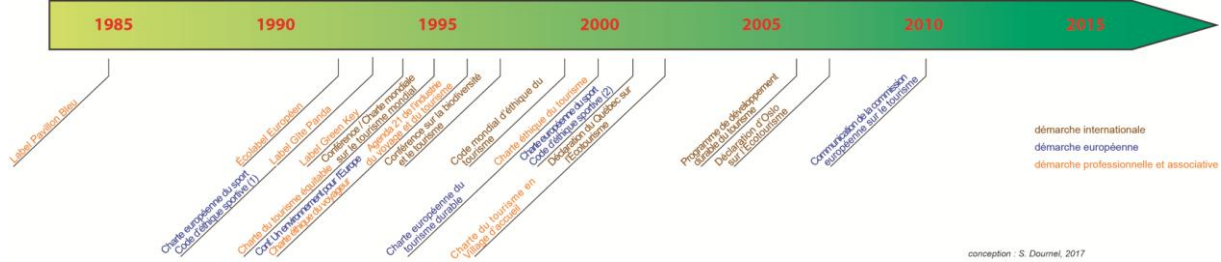 1985 1990 1995 2000 2005 2010 2015
Label Pavillon Bleu
Écolabel Européen
Charte européenne du sport
Code d'éthique sportive (1)
Label Gîte Panda
Label Green Key
Conférence / Charte mondiale
sur le tourisme mondial
Charte du tourisme équitable
Agenda 21 de l'industrie
du voyage et du tourisme
Conf. Un environnement pour l'Europe
Charte éthique du voyageur
Conférence sur la biodiversité
et le tourisme
Code mondial d'éthique du
tourisme
Charte européenne du
tourisme durable
Charte éthique du tourisme
Charte européenne du sport
Code d'éthique sportive (2)
Charte du tourisme en
Village d'accueil
Déclaration du Québec sur
l'Écotourisme
Programme de développement
durable du tourisme
Déclaration d'Oslo
sur l'Écotourisme
Communication de la commission
européenne sur le tourisme
démarche internationale
démarche européenne
démarche professionnelle et associative
conception : S. Dournel, 2017